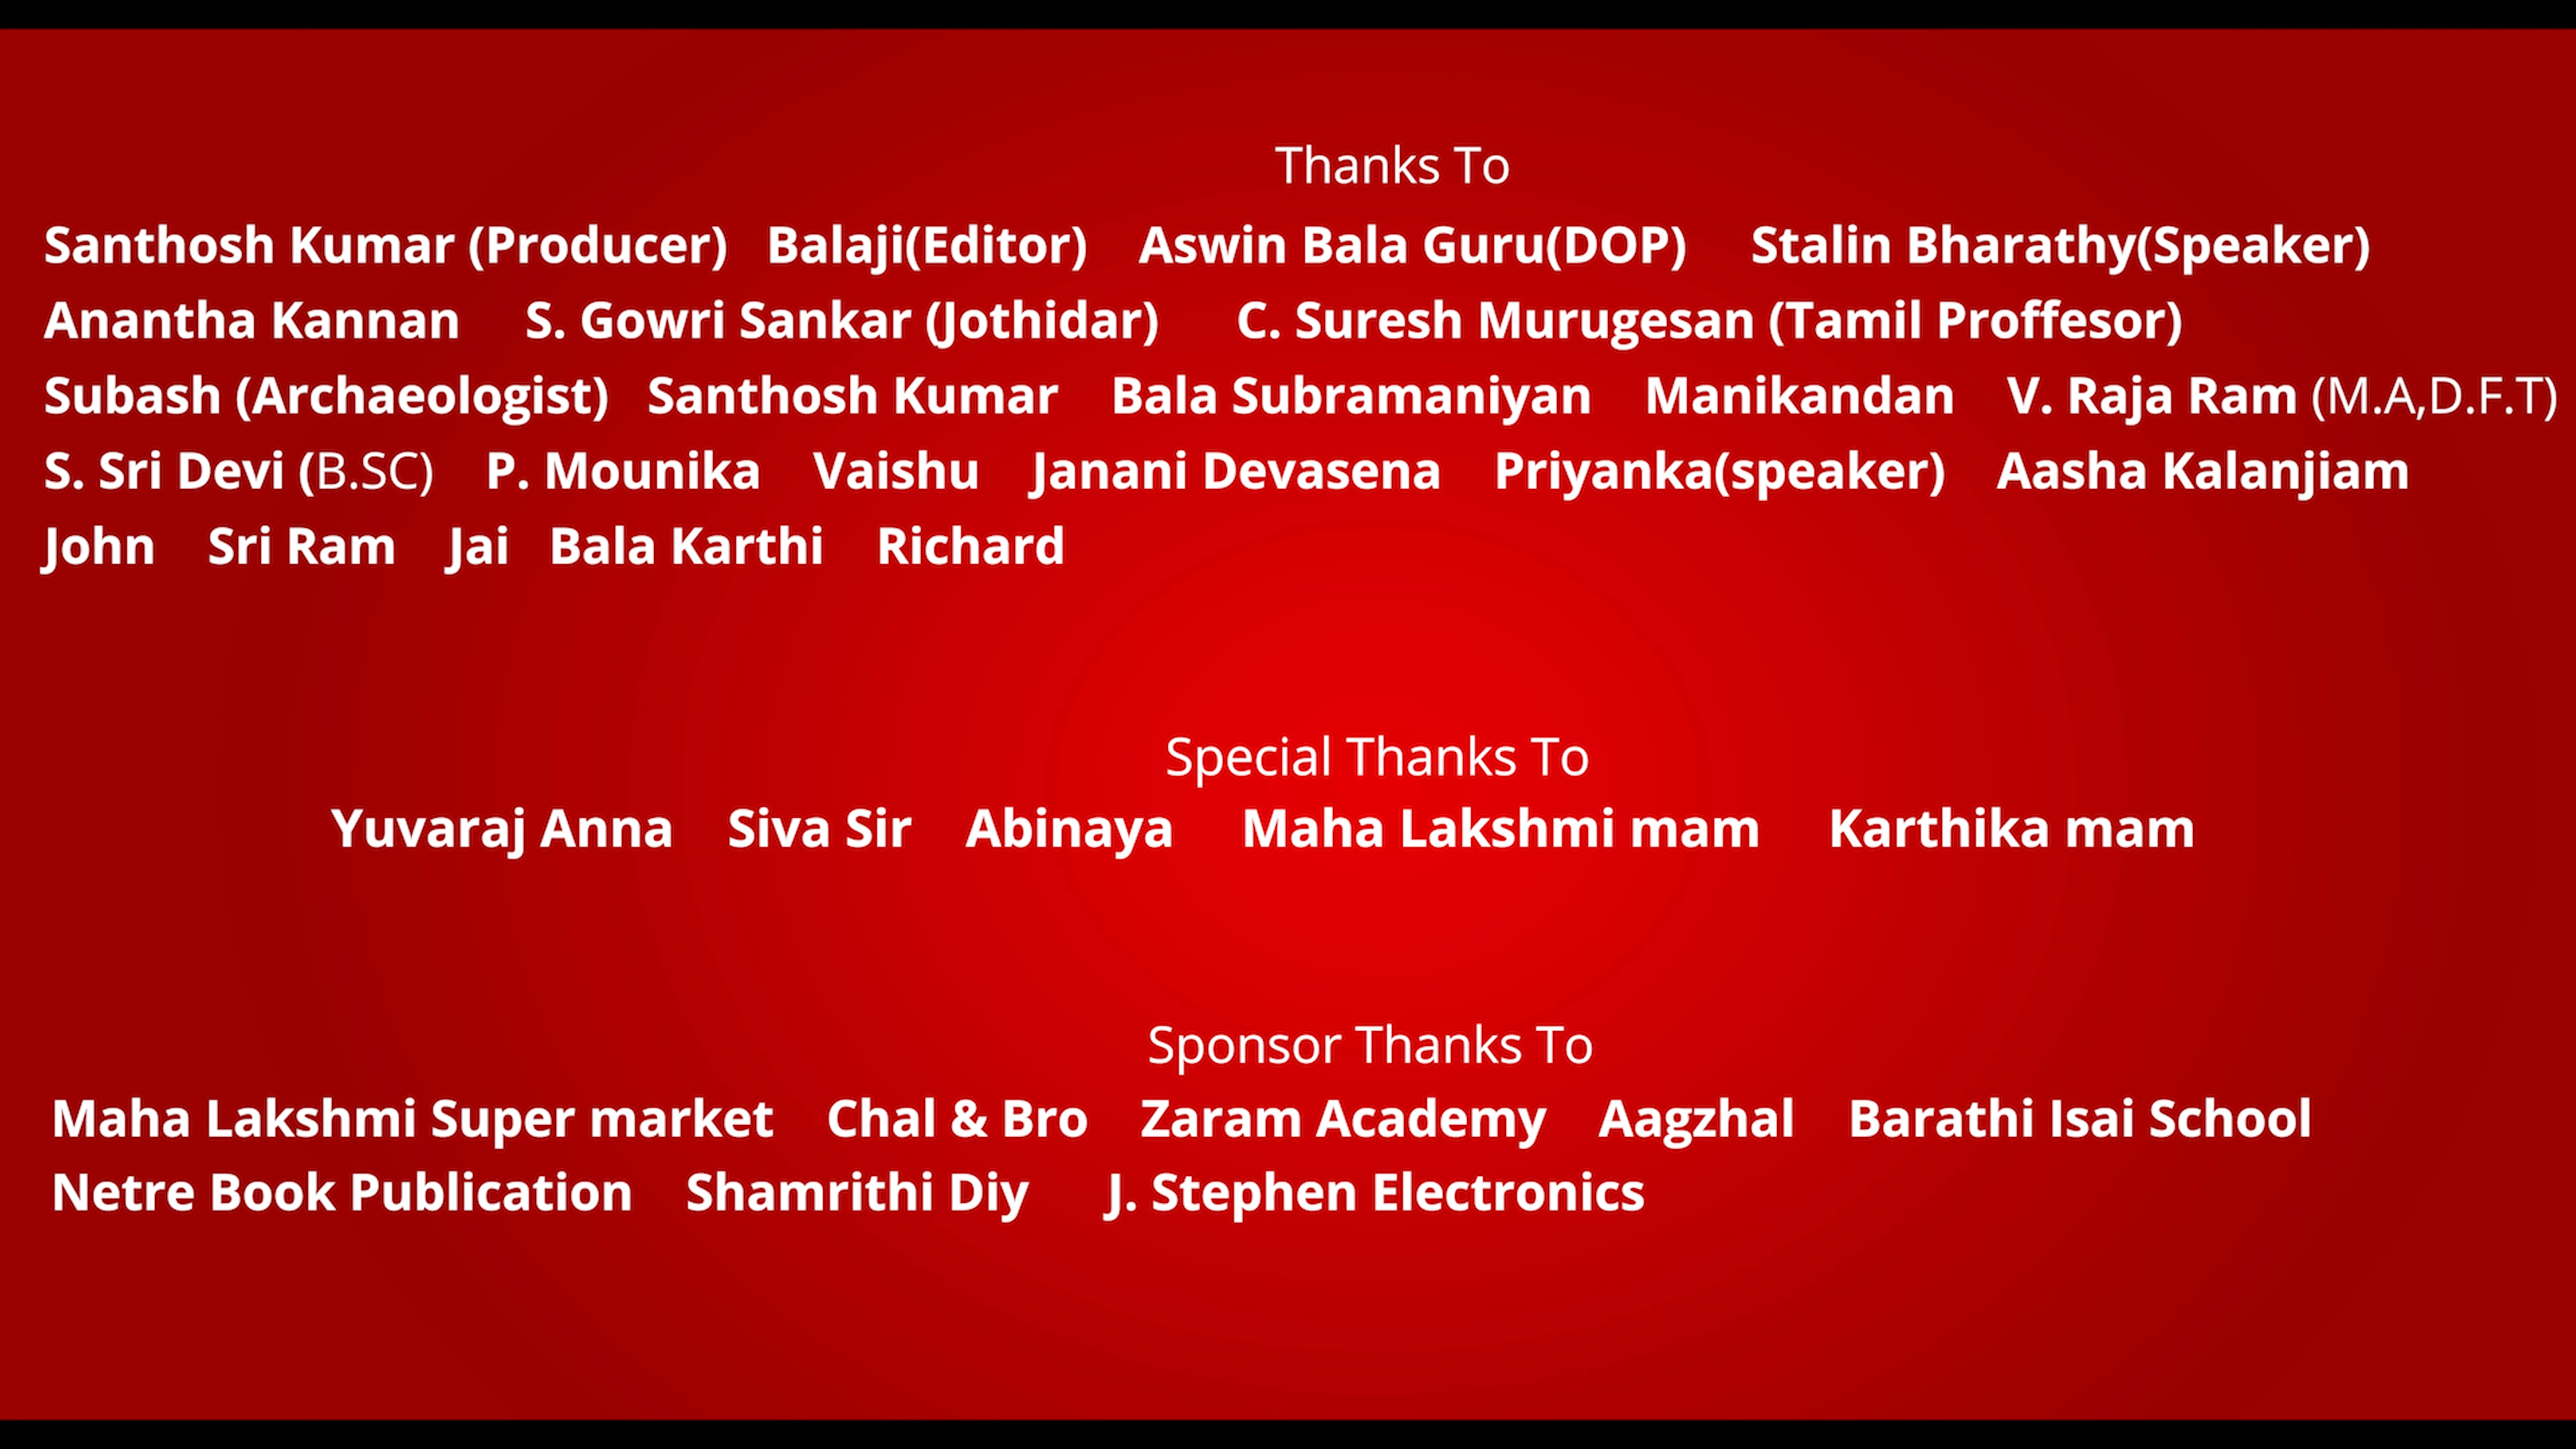 Thanks To
Santhosh Kumar (Producer) Balaji(Editor) Aswin Bala Guru(DOP) Stalin Bharathy(Speaker)
Anantha Kannan S. Gowri Sankar (Jothidar) C. Suresh Murugesan (Tamil Proffesor)
Subash (Archaeologist) Santhosh Kumar Bala Subramaniyan Manikandan V. Raja Ram (M.A,D.F.T)
S. Sri Devi (B.SC) P. Mounika Vaishu Janani Devasena Priyanka(speaker) Aasha Kalanjiam
John Sri Ram Jai Bala Karthi Richard
Special Thanks To
Yuvaraj Anna Siva Sir Abinaya Maha Lakshmi mam Karthika mam
Sponsor Thanks To
Maha Lakshmi Super market Chal & Bro Zaram Academy Aagzhal Barathi Isai School
Netre Book Publication Shamrithi Diy J. Stephen Electronics